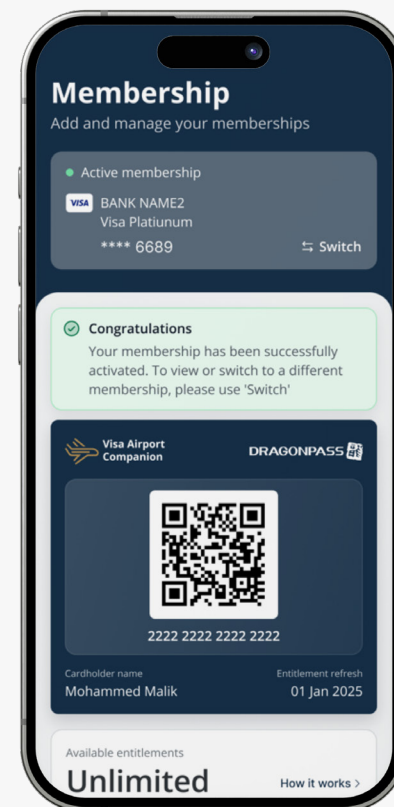 Membership
Add and manage your memberships
Active membership
VISA
BANK NAME2
Visa Platiunum
**** 6689
Switch
Congratulations
Your membership has been successfully
activated. To view or switch to a different
membership, please use 'Switch'
Visa Airport
Companion
DRAGONPASS
2222 2222 2222 2222
Cardholder name
Entitlement refresh
Mohammed Malik
01 Jan 2025
Available entitlements
Unlimited
How it works >